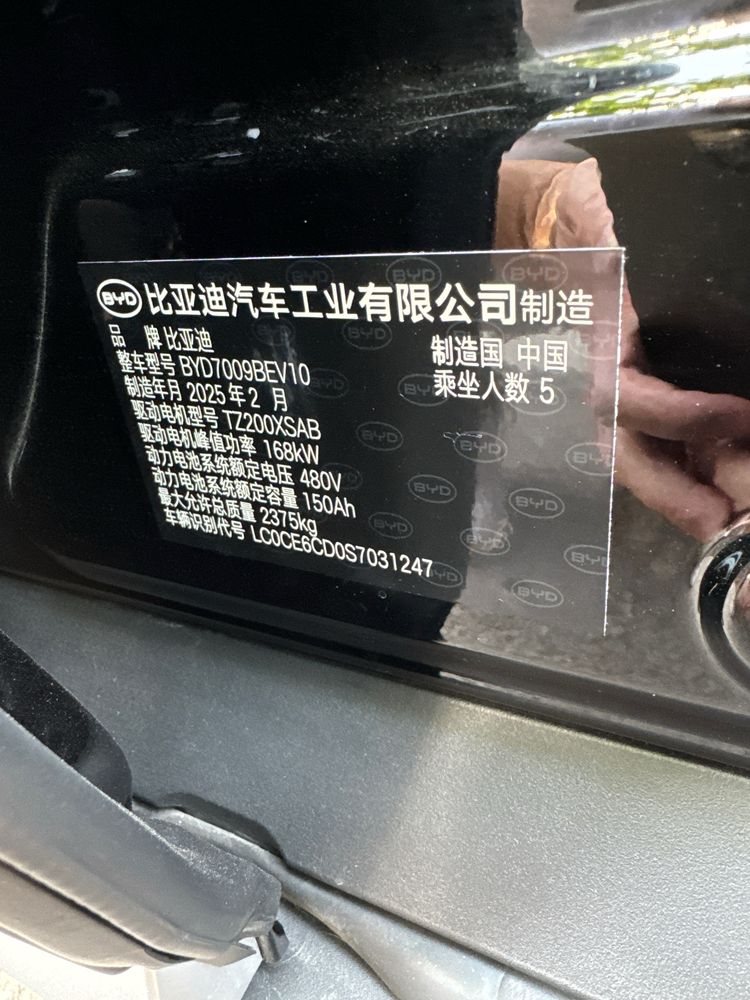 BYD 比亚迪汽车工业有限公司制造
品 牌 比亚迪
制造国 中国
整车型号 BYD7009BEV10
乘坐人数 5
制造年月 2025年2 月
驱动电机型号 TZ200XSAB
驱动电机峰值功率 168kW
动力电池系统额定电压 480V
动力电池系统额定容量 150Ah
最大允许总质量 2375kg
车辆识别代号 LC0CE6CD0S7031247